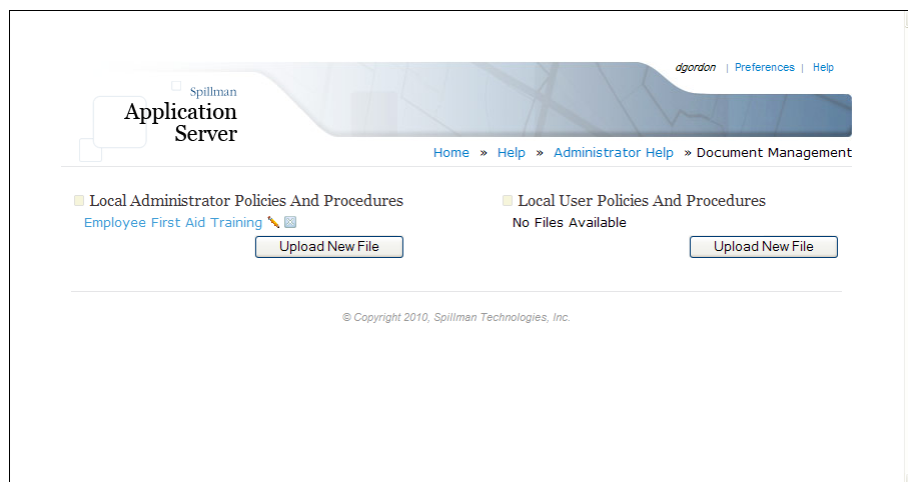 dgordon | Preferences | Help
Spillman
Application
Server
Home » Help » Administrator Help » Document Management
Local Administrator Policies And Procedures
Employee First Aid Training
Upload New File
Local User Policies And Procedures
No Files Available
Upload New File
© Copyright 2010, Spillman Technologies, Inc.